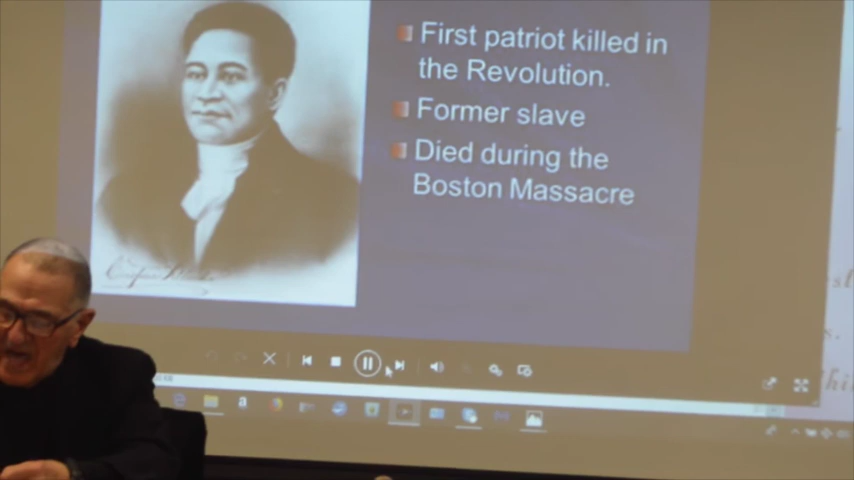 First patriot killed in
the Revolution.
Former slave
Died during the
Boston Massacre